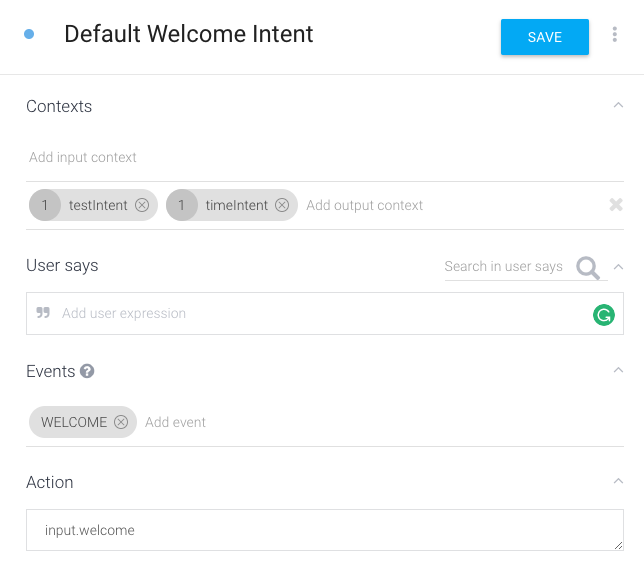 Default Welcome Intent
SAVE
Contexts
Add input context
1 testIntent 1 timeIntent Add output context
User says Search in user says
Add user expression
Events ?
WELCOME Add event
Action
input.welcome